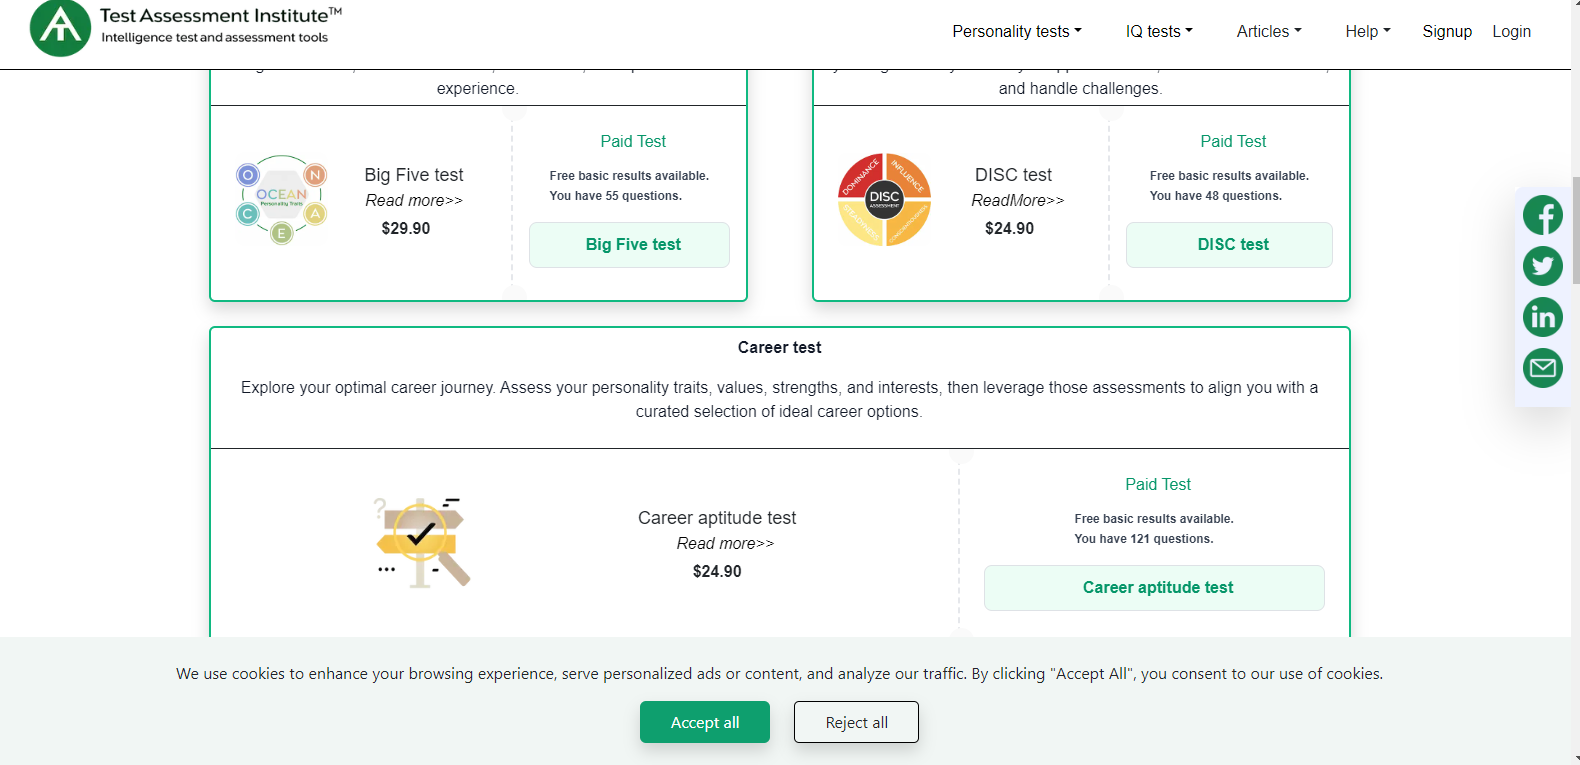 Test Assessment Institute™
Intelligence test and assessment tools
Personality tests
IQ tests
Articles
Help
Signup
Login
experience.
and handle challenges.
O
N
OCEAN
Personality Traits
C
A
E
Big Five test
Read more>>
$29.90
Paid Test
Free basic results available.
You have 55 questions.
Big Five test
DOMINANCE
INFLUENCE
DISC
ASSESSMENT
STEADINESS
CONSCIENTIOUSNESS
DISC test
ReadMore>>
$24.90
Paid Test
Free basic results available.
You have 48 questions.
DISC test
Career test
Explore your optimal career journey. Assess your personality traits, values, strengths, and interests, then leverage those assessments to align you with a
curated selection of ideal career options.
Career aptitude test
Read more>>
$24.90
Paid Test
Free basic results available.
You have 121 questions.
Career aptitude test
We use cookies to enhance your browsing experience, serve personalized ads or content, and analyze our traffic. By clicking "Accept All", you consent to our use of cookies.
Accept all
Reject all